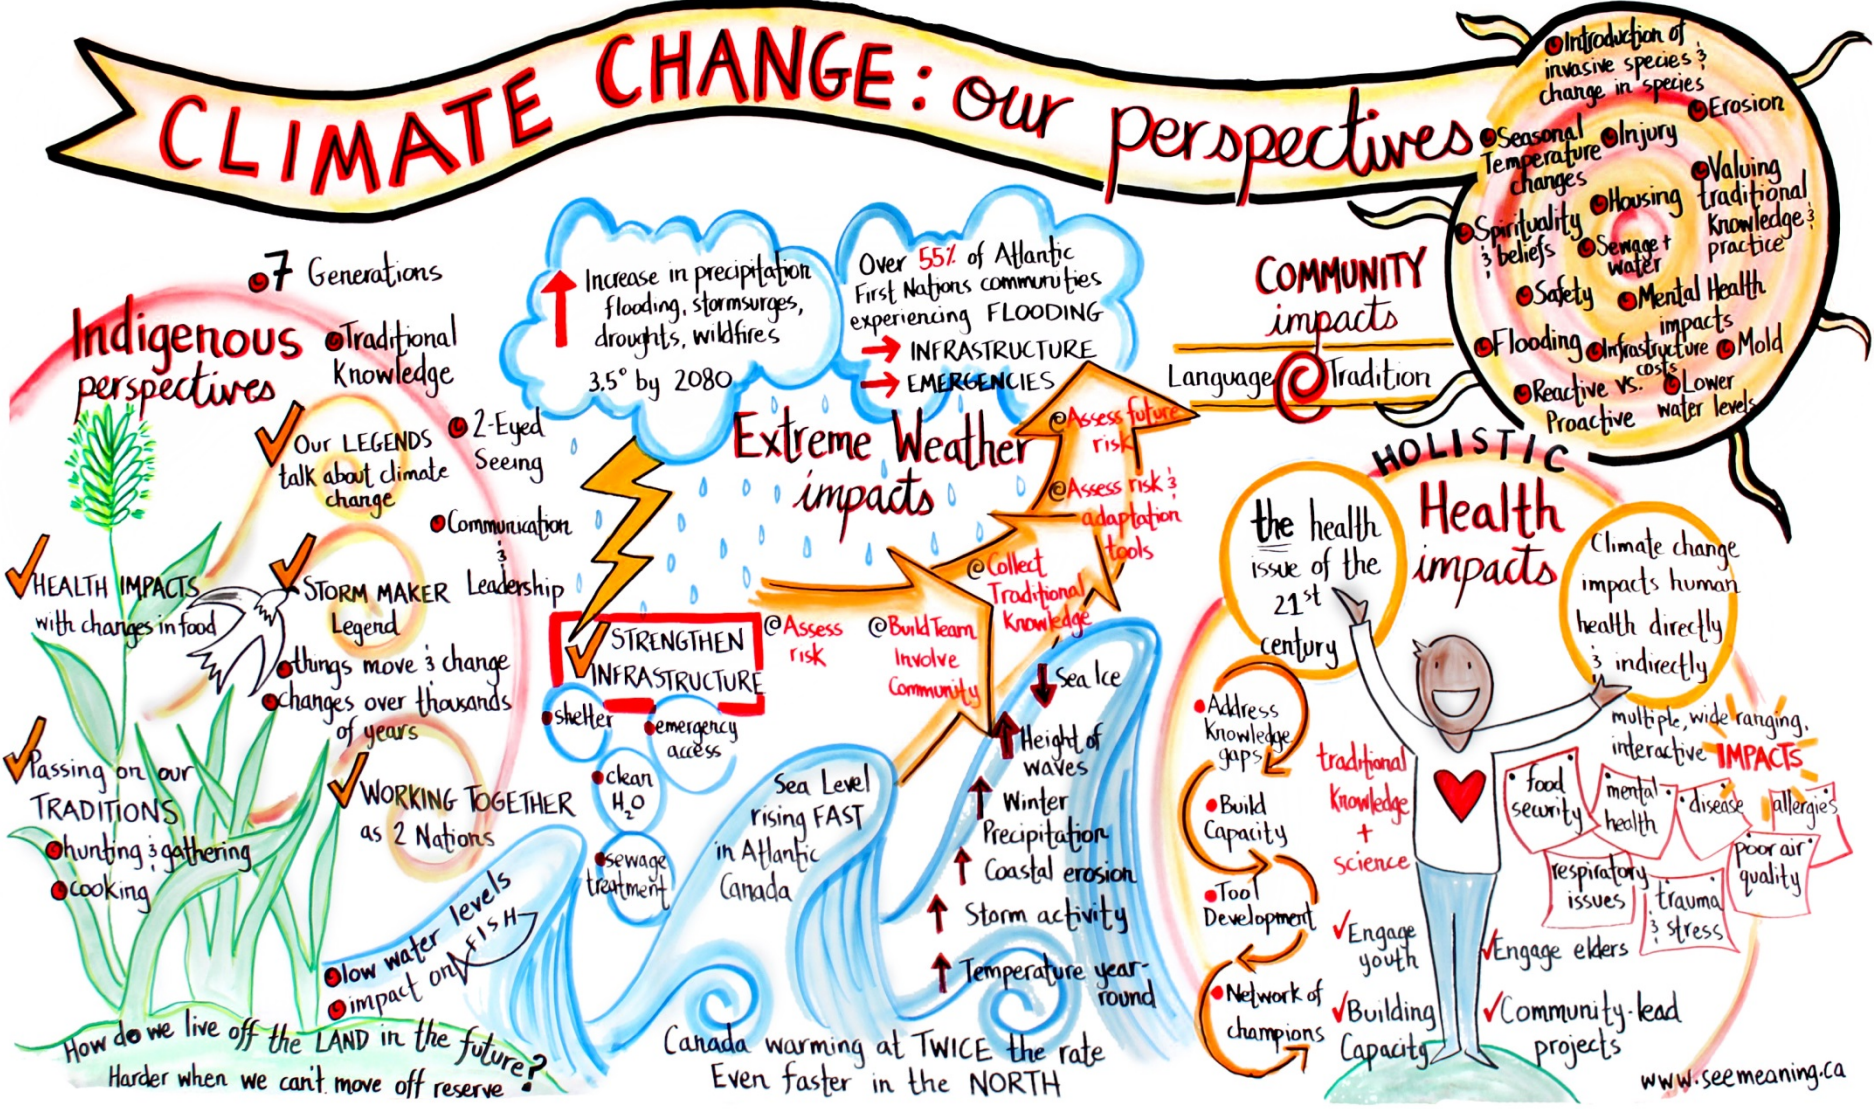 CLIMATE CHANGE: our perspectives
Indigenous
perspectives
7 Generations
Traditional
Knowledge
2-Eyed
Seeing
Communication
&
Leadership
Our LEGENDS
talk about climate
change
HEALTH IMPACTS
with changes in food
STORM MAKER
Legend
things move & change
changes over thousands
of years
Passing on our
TRADITIONS
hunting & gathering
cooking
WORKING TOGETHER
as 2 Nations
low water levels
impact on FISH
How do we live off the LAND in the future?
Harder when we can't move off reserve
Increase in precipitation
flooding, stormsurges,
droughts, wildfires
3.5° by 2080
Over 55% of Atlantic
First Nations communities
experiencing FLOODING
INFRASTRUCTURE
EMERGENCIES
Extreme Weather
impacts
STRENGTHEN
INFRASTRUCTURE
shelter
emergency
access
clean
H2O
sewage
treatment
@Assess
risk
@Build Team
Involve
Community
@Collect
Traditional
Knowledge
@Assess risk &
adaptation
tools
@Assess future
risk
Sea Level
rising FAST
in Atlantic
Canada
Sea Ice
Height of
waves
Winter
Precipitation
Coastal erosion
Storm activity
Temperature year-
round
Canada warming at TWICE the rate
Even faster in the NORTH
COMMUNITY
impacts
Language Tradition
Introduction of
invasive species &
change in species
Erosion
Seasonal
Temperature
changes
Injury
Valuing
traditional
Knowledge &
practice
Housing
Spirituality
& beliefs
Sewage +
water
Safety
Mental Health
impacts
Flooding
Infrastructure
costs
Mold
Reactive vs.
Proactive
Lower
water levels
HOLISTIC
Health
impacts
the health
issue of the
21st
century
Climate change
impacts human
health directly
& indirectly
Address
Knowledge
gaps
Build
Capacity
Tool
Development
Network of
champions
traditional
Knowledge
+
science
multiple, wide ranging,
interactive IMPACTS
food
security
mental
health
disease
allergies
respiratory
issues
trauma
& stress
poor air
quality
Engage
youth
Building
Capacity
Engage elders
Community-lead
projects
www.seemeaning.ca